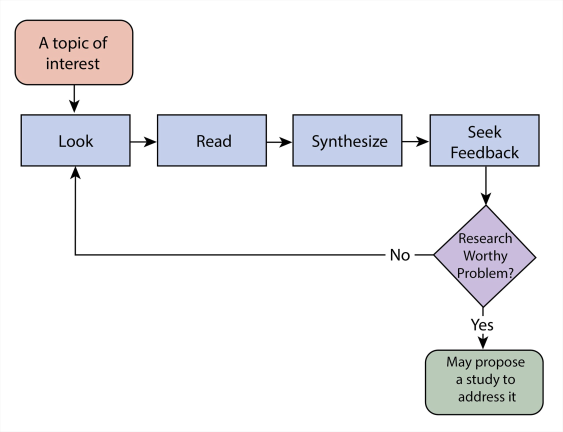 A topic of
interest
Look
Read
Synthesize
Seek
Feedback
Research
Worthy
Problem?
No
Yes
May propose
a study to
address it